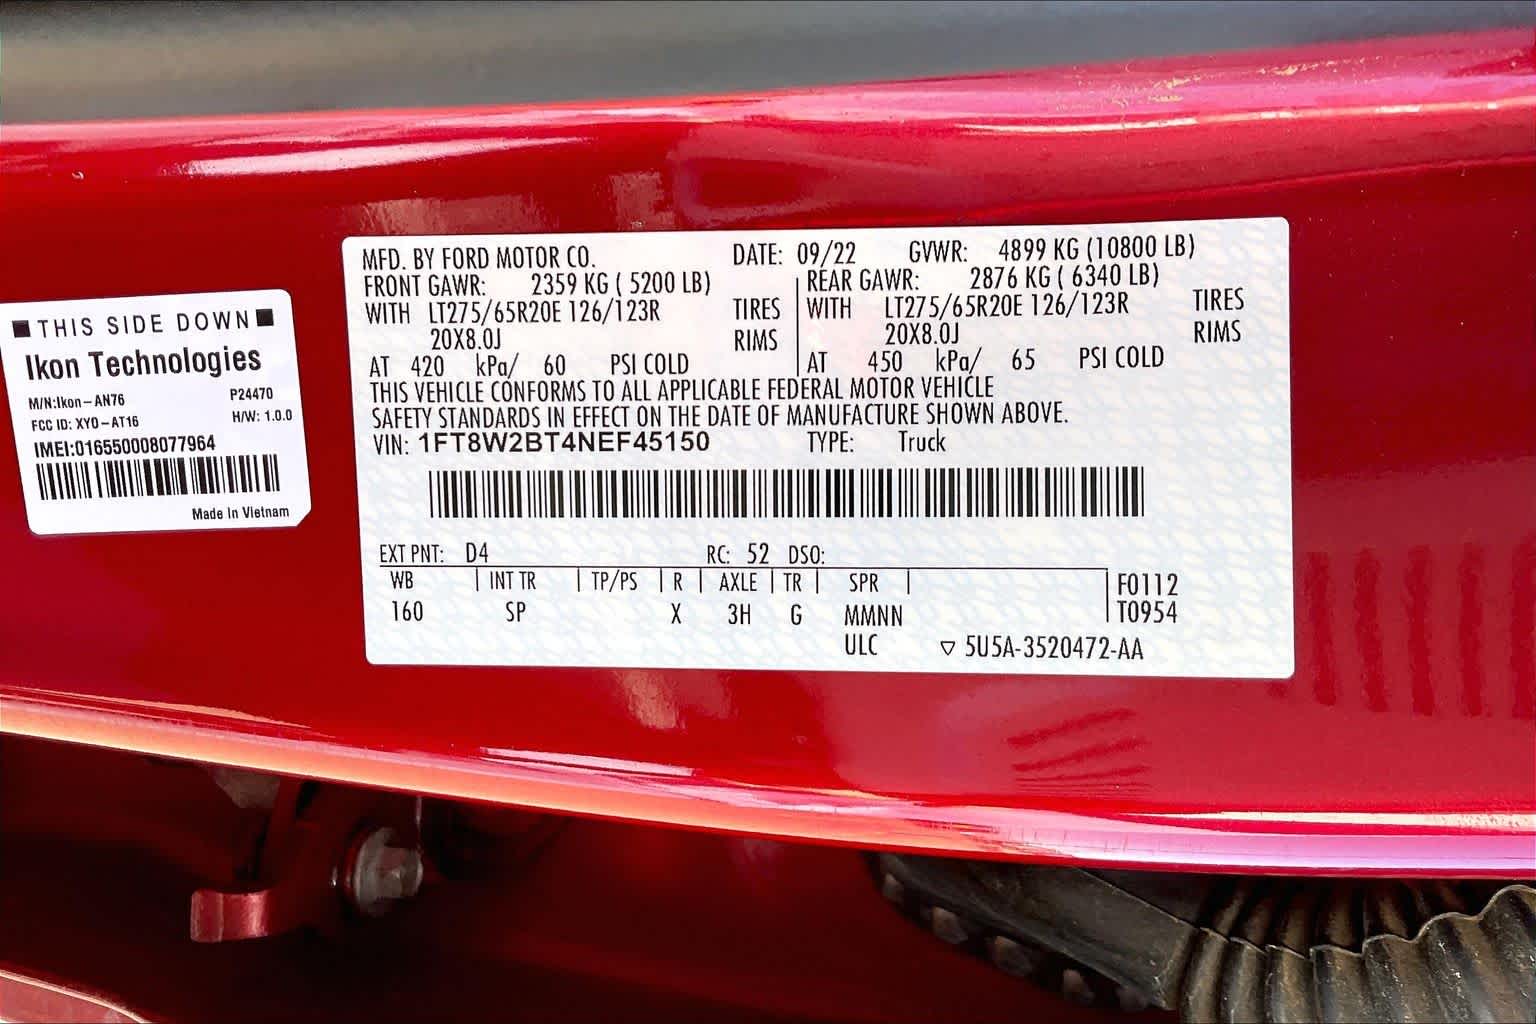 THIS SIDE DOWN
Ikon Technologies
M/N:Ikon-AN76 P24470
FCC ID: XYO-AT16 H/W: 1.0.0
IMEI:016550008077964
Made In Vietnam
MFD. BY FORD MOTOR CO. DATE: 09/22 GVWR: 4899 KG (10800 LB)
FRONT GAWR: 2359 KG ( 5200 LB) REAR GAWR: 2876 KG ( 6340 LB)
WITH LT275/65R20E 126/123R TIRES WITH LT275/65R20E 126/123R TIRES
20X8.0J RIMS 20X8.0J RIMS
AT 420 kPa/ 60 PSI COLD AT 450 kPa/ 65 PSI COLD
THIS VEHICLE CONFORMS TO ALL APPLICABLE FEDERAL MOTOR VEHICLE
SAFETY STANDARDS IN EFFECT ON THE DATE OF MANUFACTURE SHOWN ABOVE.
VIN: 1FT8W2BT4NEF45150 TYPE: Truck
EXT PNT: D4 RC: 52 DSO:
WB INT TR TP/PS R AXLE TR SPR F0112
160 SP X 3H G MMNN T0954
ULC ▽ 5U5A-3520472-AA